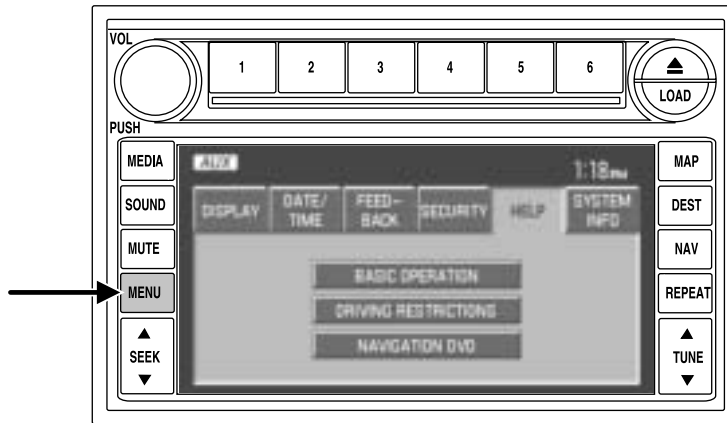 VOL
1 2 3 4 5 6
LOAD
PUSH
MEDIA
SOUND
MUTE
MENU
SEEK
AUX
1:18PM
DISPLAY
DATE/
TIME
FEED-
BACK
SECURITY
HELP
SYSTEM
INFO
BASIC OPERATION
DRIVING RESTRICTIONS
NAVIGATION DVD
MAP
DEST
NAV
REPEAT
TUNE